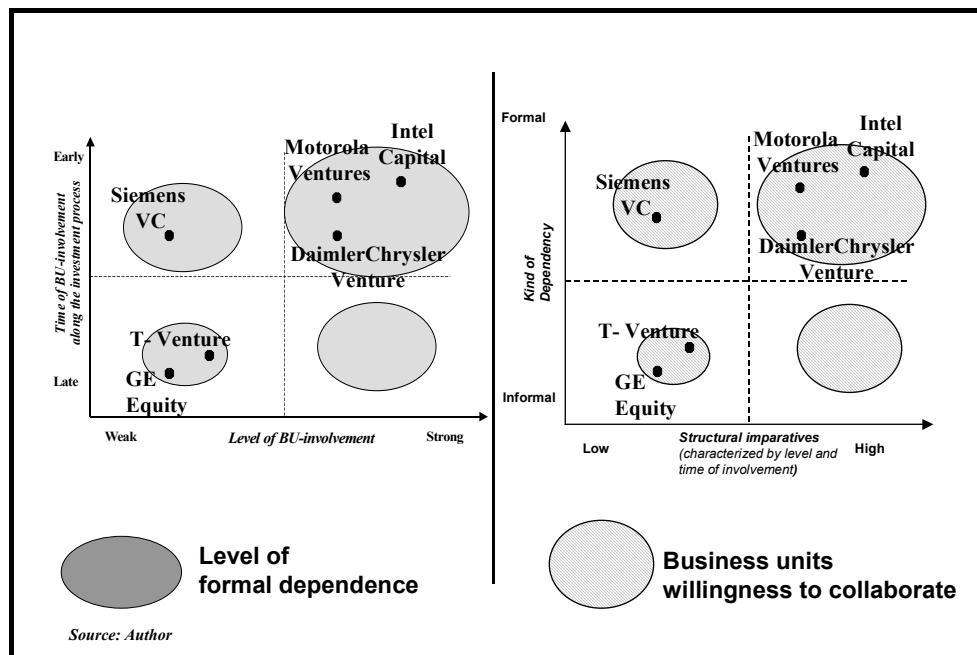 Early
Time of BU-involvement
along the investment process
Late
Siemens
VC
Motorola
Ventures
Intel
Capital
DaimlerChrysler
Venture
T- Venture
GE
Equity
Weak
Level of BU-involvement
Strong
Level of
formal dependence
Source: Author
Formal
Kind of
Dependency
Informal
Siemens
VC
Motorola
Ventures
Intel
Capital
DaimlerChrysler
Venture
T- Venture
GE
Equity
Low
Structural imparatives
(characterized by level and
time of involvement)
High
Business units
willingness to collaborate